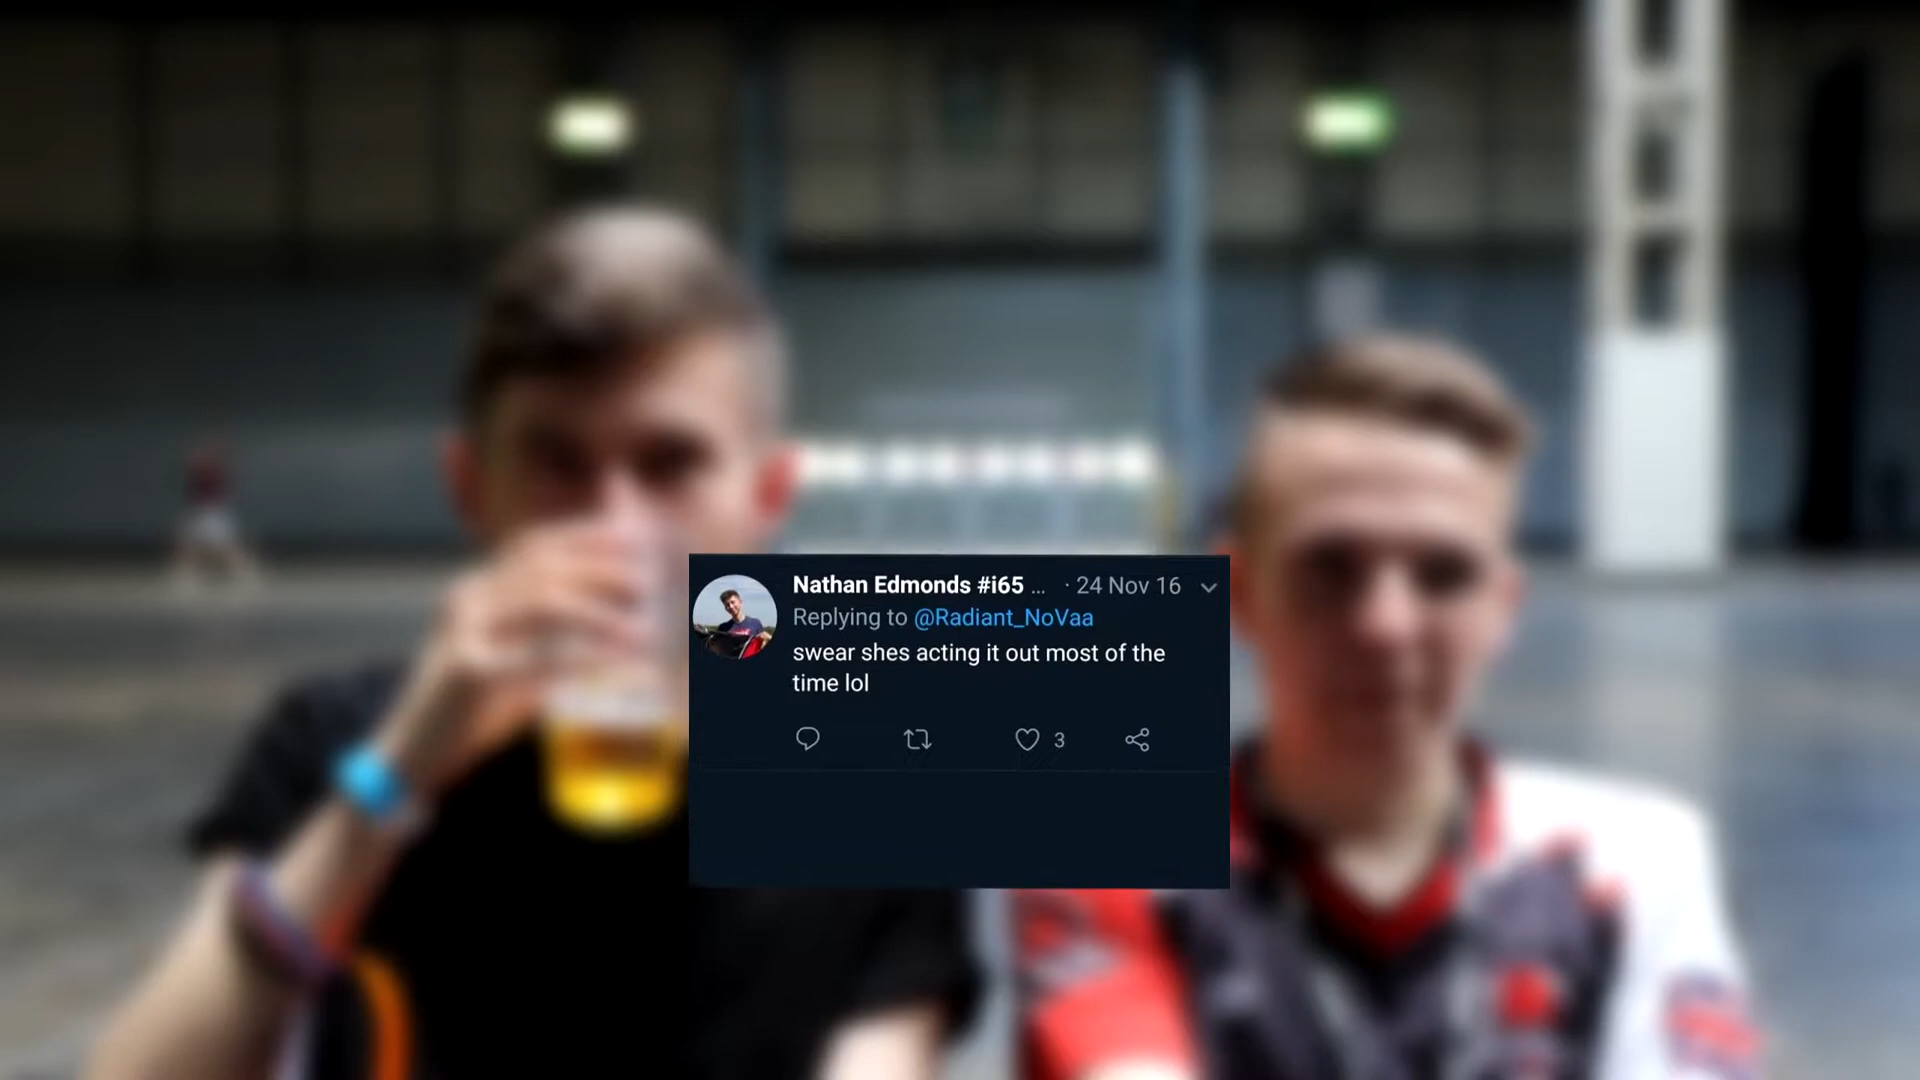 Nathan Edmonds #i65 ... · 24 Nov 16
Replying to @Radiant_NoVaa
swear shes acting it out most of the
time lol
3